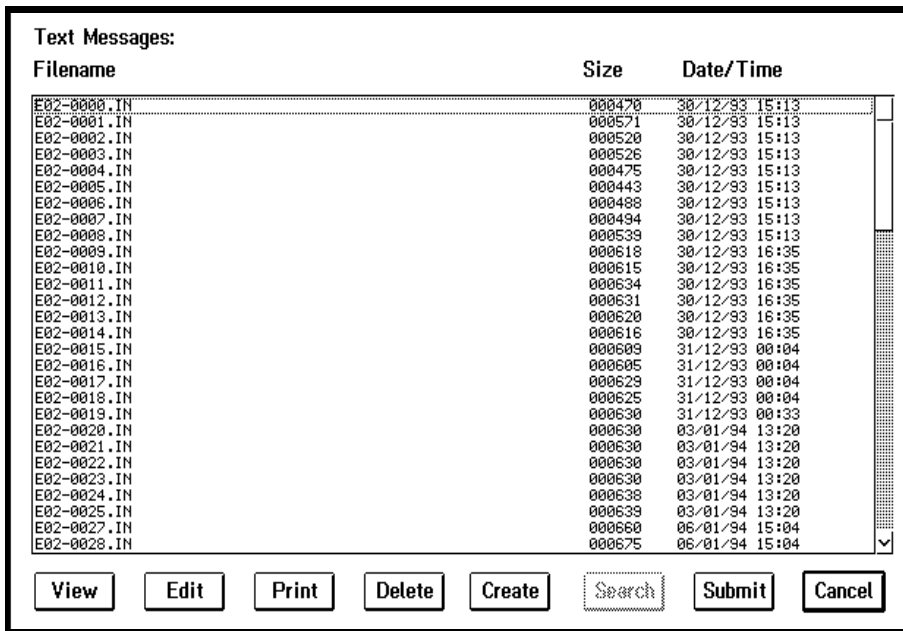 Text Messages:
Filename Size Date/Time
E02-0000.IN 000470 30/12/93 15:13
E02-0001.IN 000571 30/12/93 15:13
E02-0002.IN 000520 30/12/93 15:13
E02-0003.IN 000526 30/12/93 15:13
E02-0004.IN 000475 30/12/93 15:13
E02-0005.IN 000443 30/12/93 15:13
E02-0006.IN 000488 30/12/93 15:13
E02-0007.IN 000494 30/12/93 15:13
E02-0008.IN 000539 30/12/93 15:13
E02-0009.IN 000618 30/12/93 16:35
E02-0010.IN 000615 30/12/93 16:35
E02-0011.IN 000634 30/12/93 16:35
E02-0012.IN 000631 30/12/93 16:35
E02-0013.IN 000620 30/12/93 16:35
E02-0014.IN 000616 30/12/93 16:35
E02-0015.IN 000609 31/12/93 00:04
E02-0016.IN 000605 31/12/93 00:04
E02-0017.IN 000629 31/12/93 00:04
E02-0018.IN 000625 31/12/93 00:04
E02-0019.IN 000630 31/12/93 00:33
E02-0020.IN 000630 03/01/94 13:20
E02-0021.IN 000630 03/01/94 13:20
E02-0022.IN 000630 03/01/94 13:20
E02-0023.IN 000630 03/01/94 13:20
E02-0024.IN 000638 03/01/94 13:20
E02-0025.IN 000639 03/01/94 13:20
E02-0027.IN 000660 06/01/94 15:04
E02-0028.IN 000675 06/01/94 15:04
View Edit Print Delete Create Search Submit Cancel